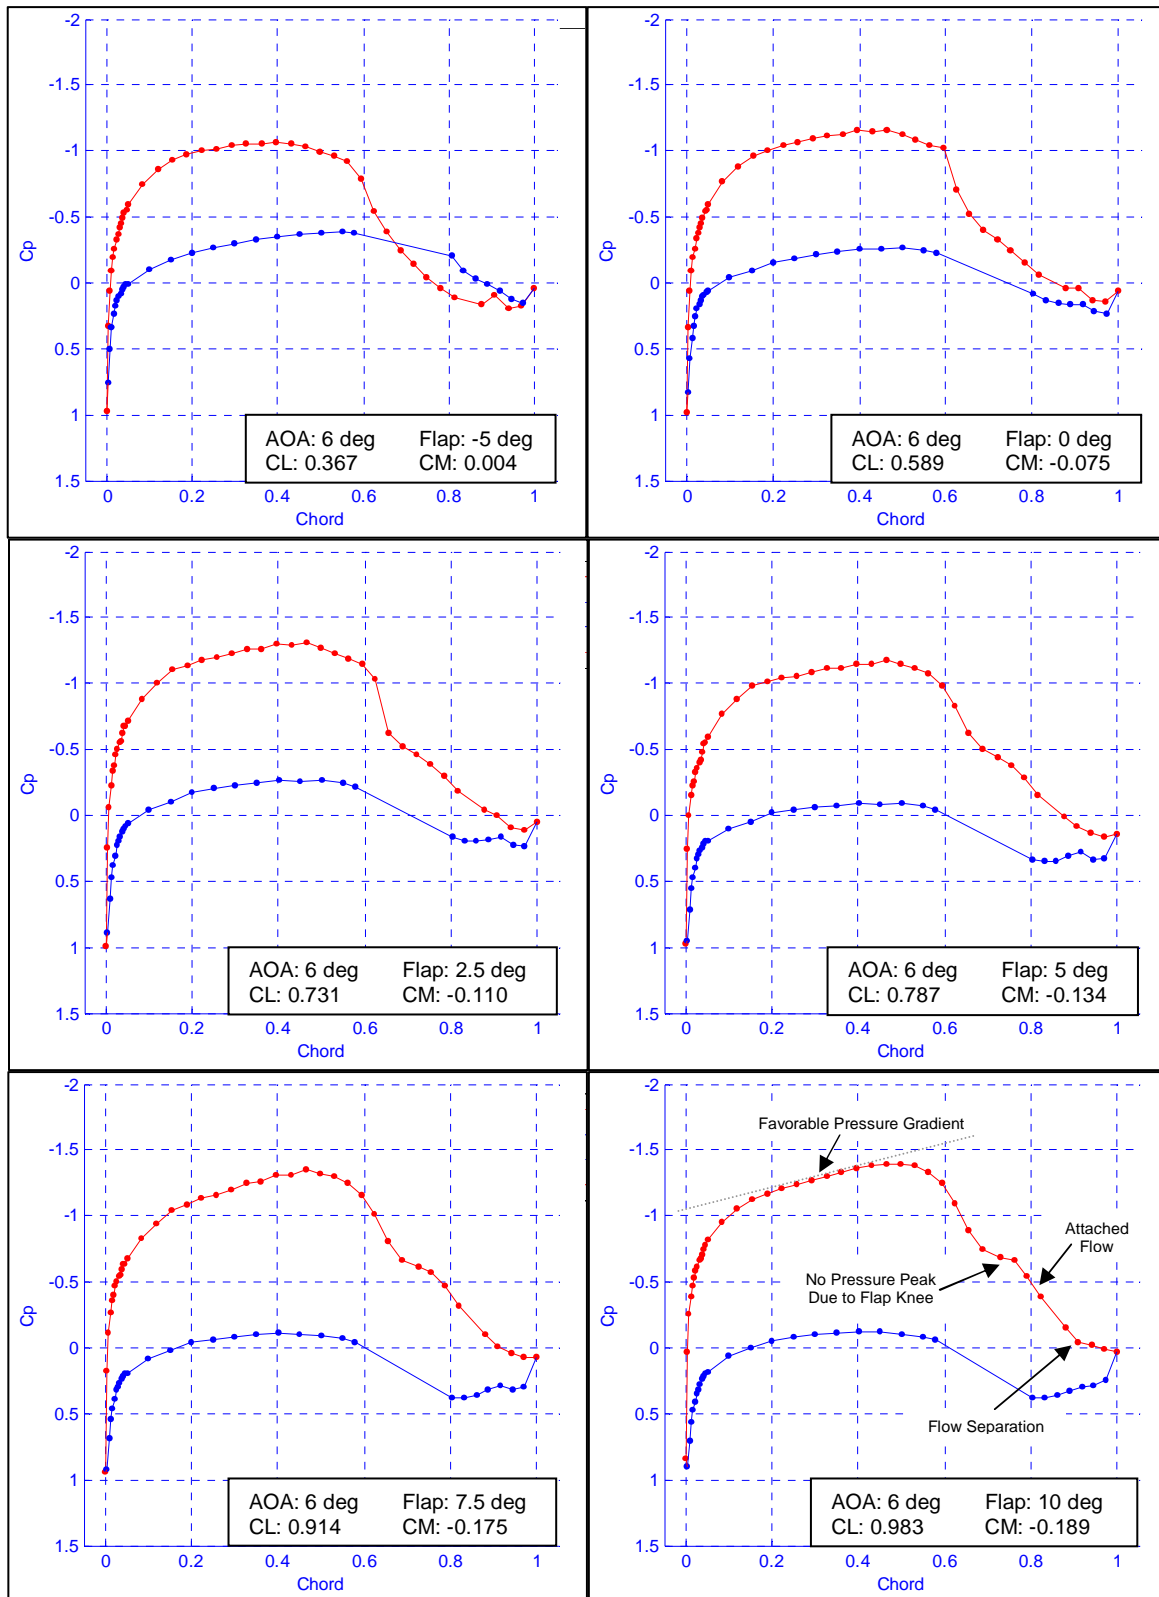 -2
-1.5
-1
-0.5
0
0.5
1
1.5
Cp
AOA: 6 deg Flap: -5 deg
CL: 0.367 CM: 0.004
0 0.2 0.4 0.6 0.8 1
Chord
-2
-1.5
-1
-0.5
0
0.5
1
1.5
Cp
AOA: 6 deg Flap: 0 deg
CL: 0.589 CM: -0.075
0 0.2 0.4 0.6 0.8 1
Chord
-2
-1.5
-1
-0.5
0
0.5
1
1.5
Cp
AOA: 6 deg Flap: 2.5 deg
CL: 0.731 CM: -0.110
0 0.2 0.4 0.6 0.8 1
Chord
-2
-1.5
-1
-0.5
0
0.5
1
1.5
Cp
AOA: 6 deg Flap: 5 deg
CL: 0.787 CM: -0.134
0 0.2 0.4 0.6 0.8 1
Chord
-2
-1.5
-1
-0.5
0
0.5
1
1.5
Cp
AOA: 6 deg Flap: 7.5 deg
CL: 0.914 CM: -0.175
0 0.2 0.4 0.6 0.8 1
Chord
-2
-1.5
-1
-0.5
0
0.5
1
1.5
Cp
Favorable Pressure Gradient
Attached
Flow
No Pressure Peak
Due to Flap Knee
Flow Separation
AOA: 6 deg Flap: 10 deg
CL: 0.983 CM: -0.189
0 0.2 0.4 0.6 0.8 1
Chord